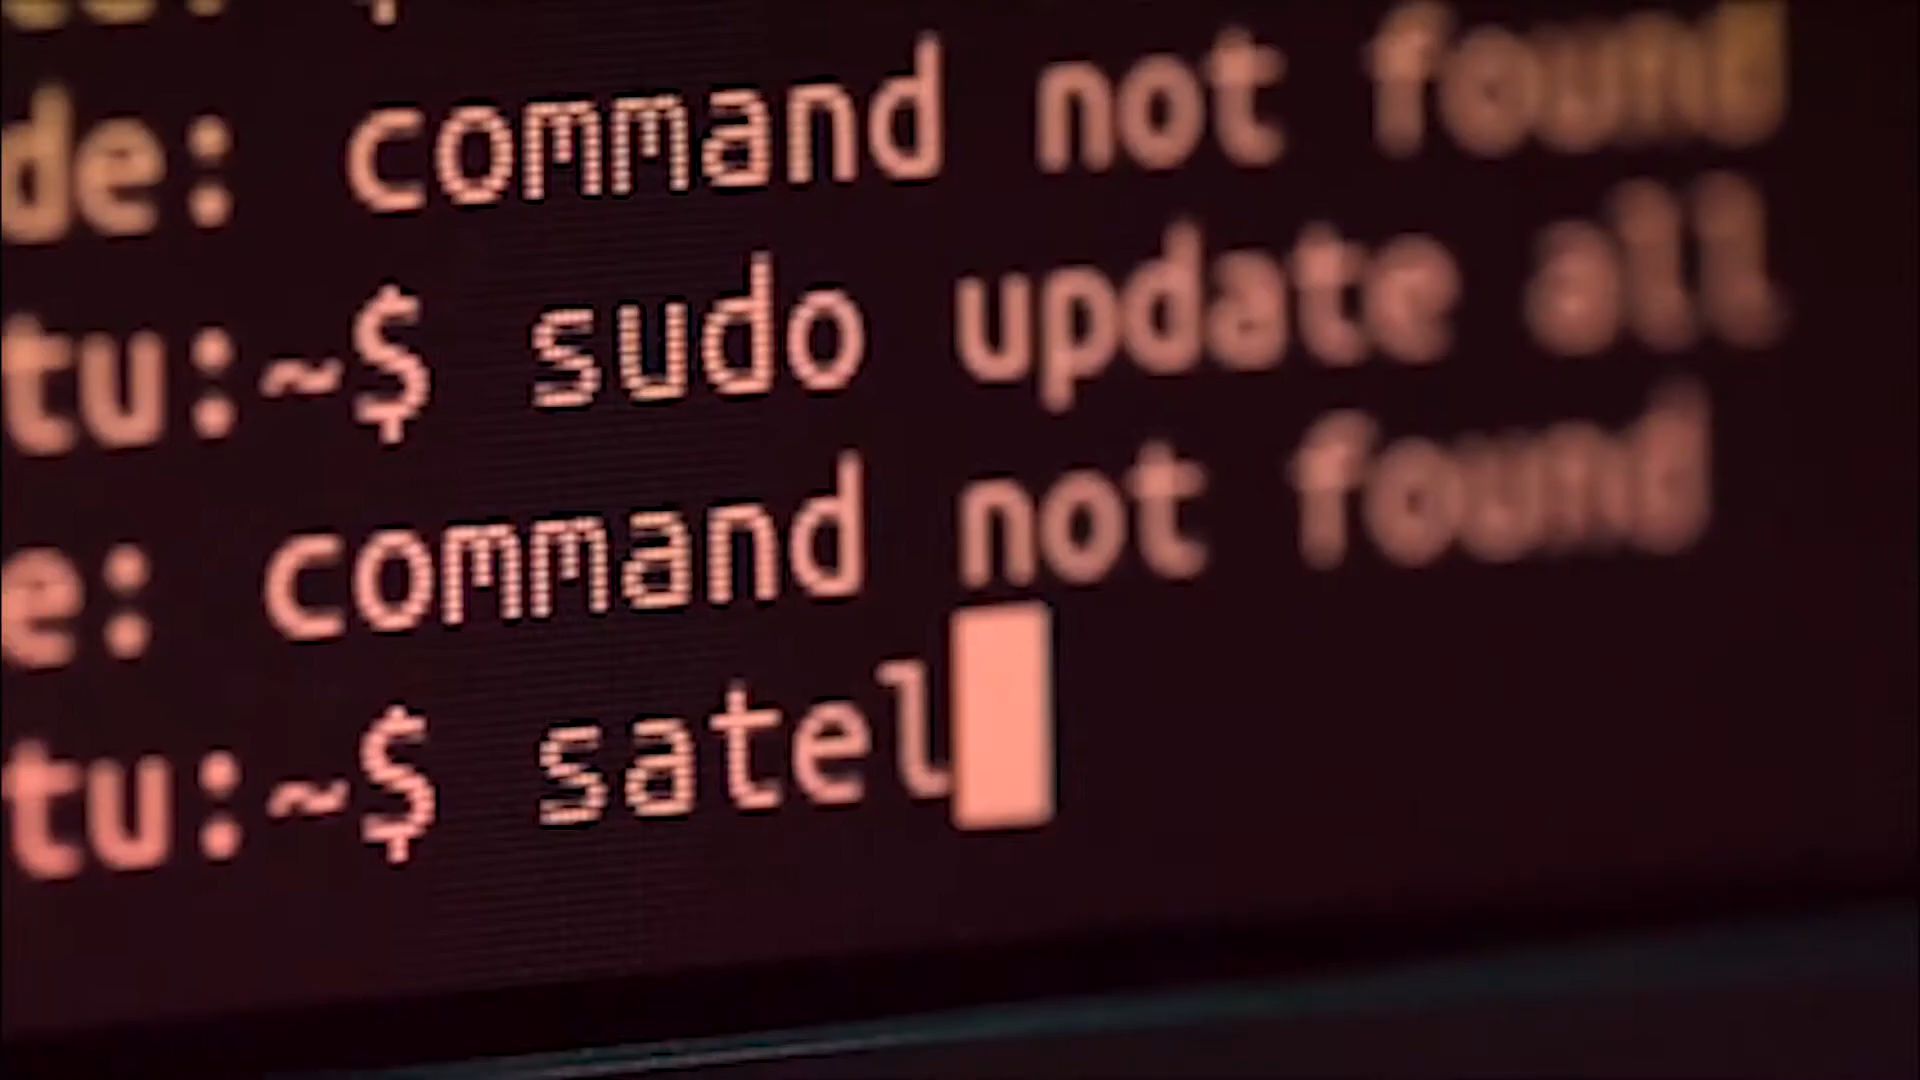 de: command not found
tu:~$ sudo update all
e: command not found
tu:~$ satel